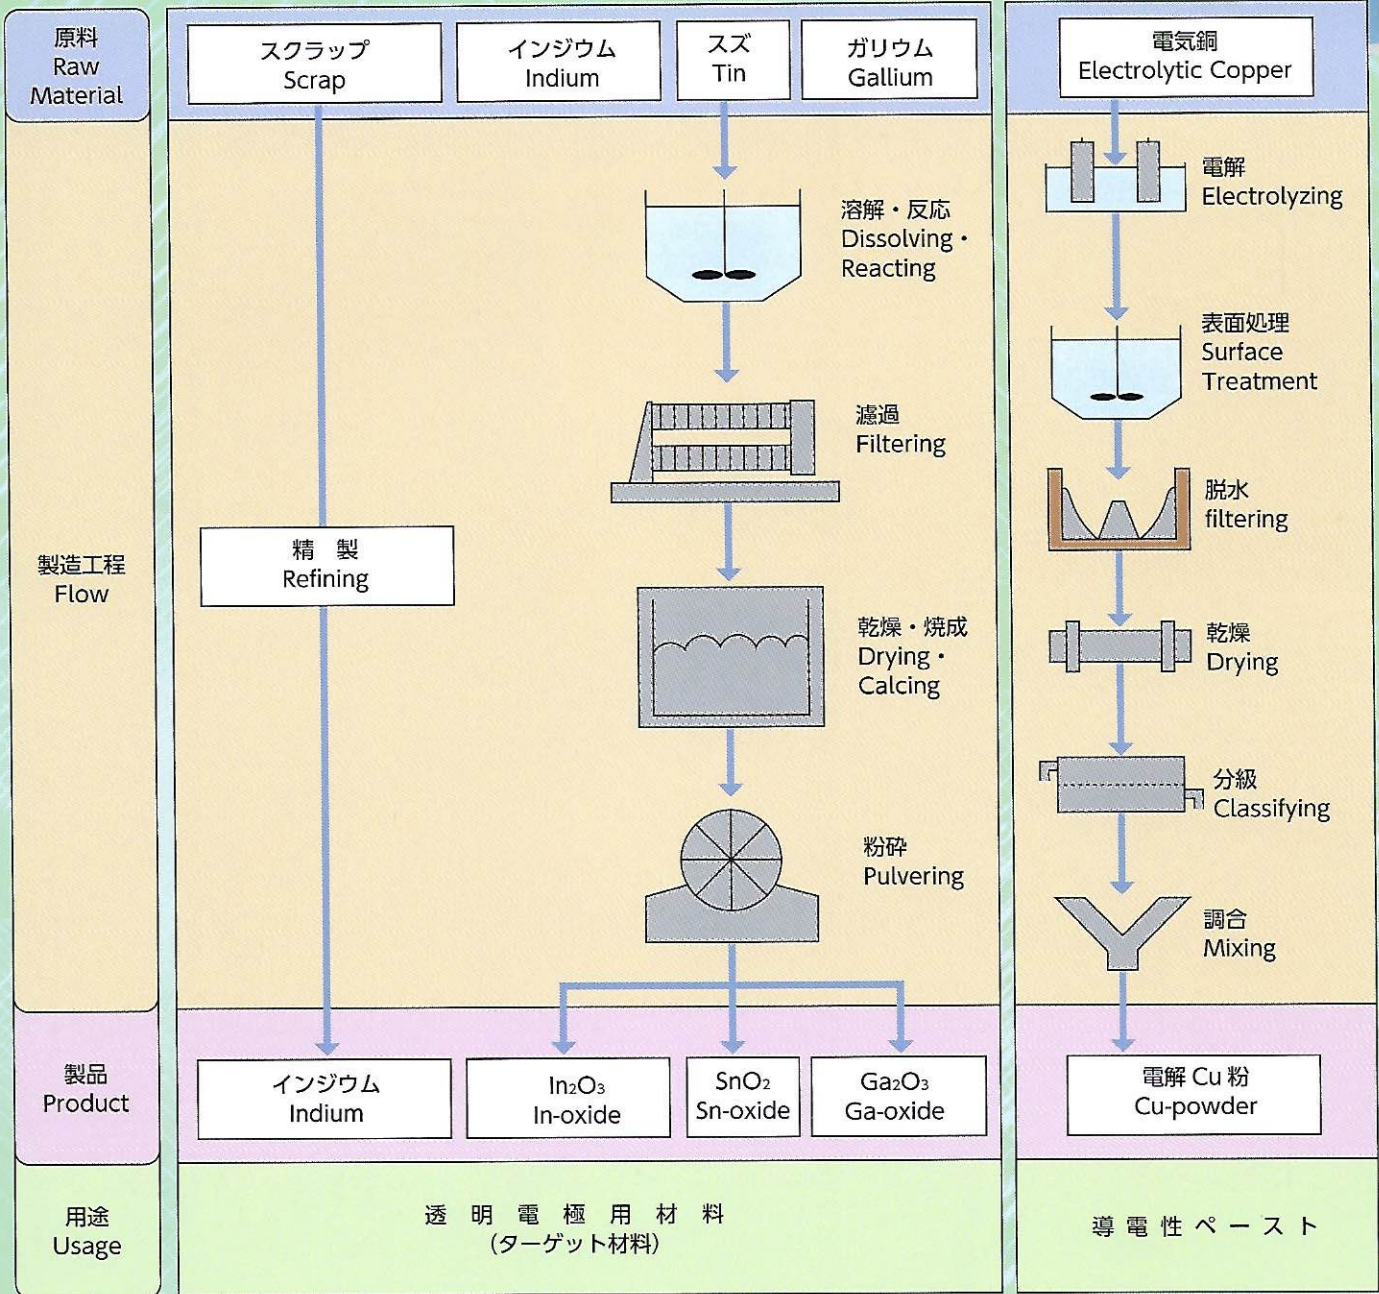 原料
Raw
Material
スクラップ
Scrap
インジウム
Indium
スズ
Tin
ガリウム
Gallium
電気銅
Electrolytic Copper
製造工程
Flow
精 製
Refining
溶解・反応
Dissolving・
Reacting
濾過
Filtering
乾燥・焼成
Drying・
Calcing
粉砕
Pulvering
電解
Electrolyzing
表面処理
Surface
Treatment
脱水
filtering
乾燥
Drying
分級
Classifying
調合
Mixing
製品
Product
インジウム
Indium
In₂O₃
In-oxide
SnO₂
Sn-oxide
Ga₂O₃
Ga-oxide
電解 Cu 粉
Cu-powder
用途
Usage
透 明 電 極 用 材 料
(ターゲット材料)
導 電 性 ペ ー ス ト